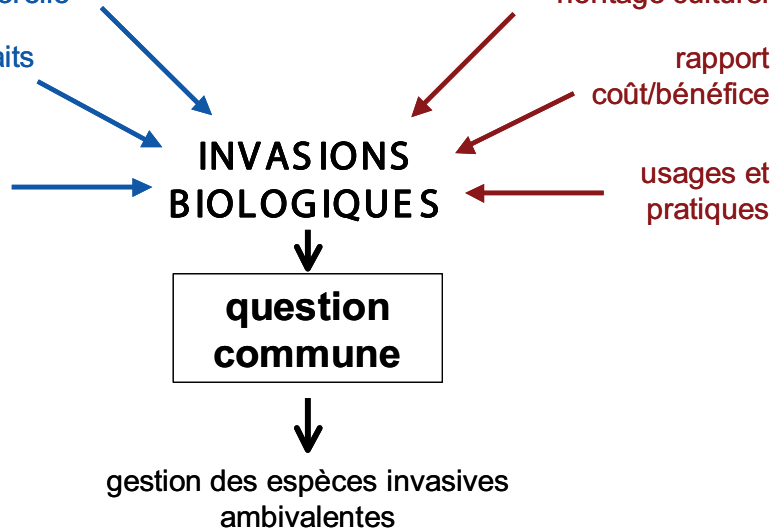 rapport
coût/bénéfice
usages et
pratiques
INVASIONS
BIOLOGIQUES
question
commune
gestion des espèces invasives
ambivalentes